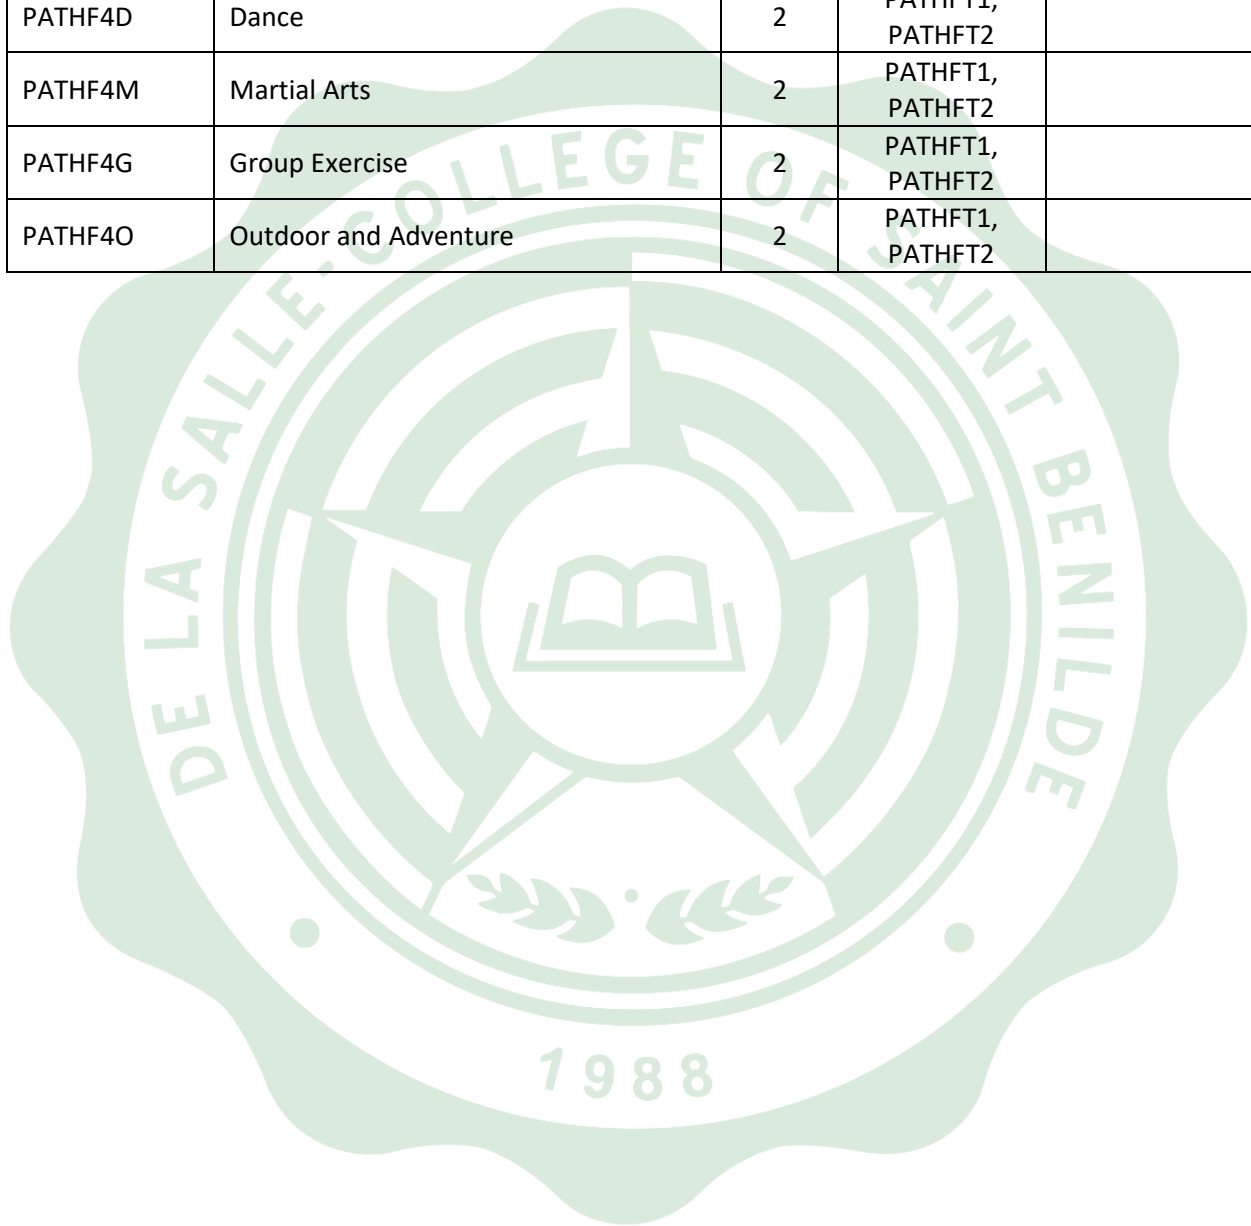 PATHF4D Dance 2 PATHFT1,
PATHFT2
PATHF4M Martial Arts 2 PATHFT1,
PATHFT2
PATHF4G Group Exercise 2 PATHFT1,
PATHFT2
PATHF4O Outdoor and Adventure 2 PATHFT1,
PATHFT2
DE LA SALLE-COLLEGE OF SAINT BENILDE
1988